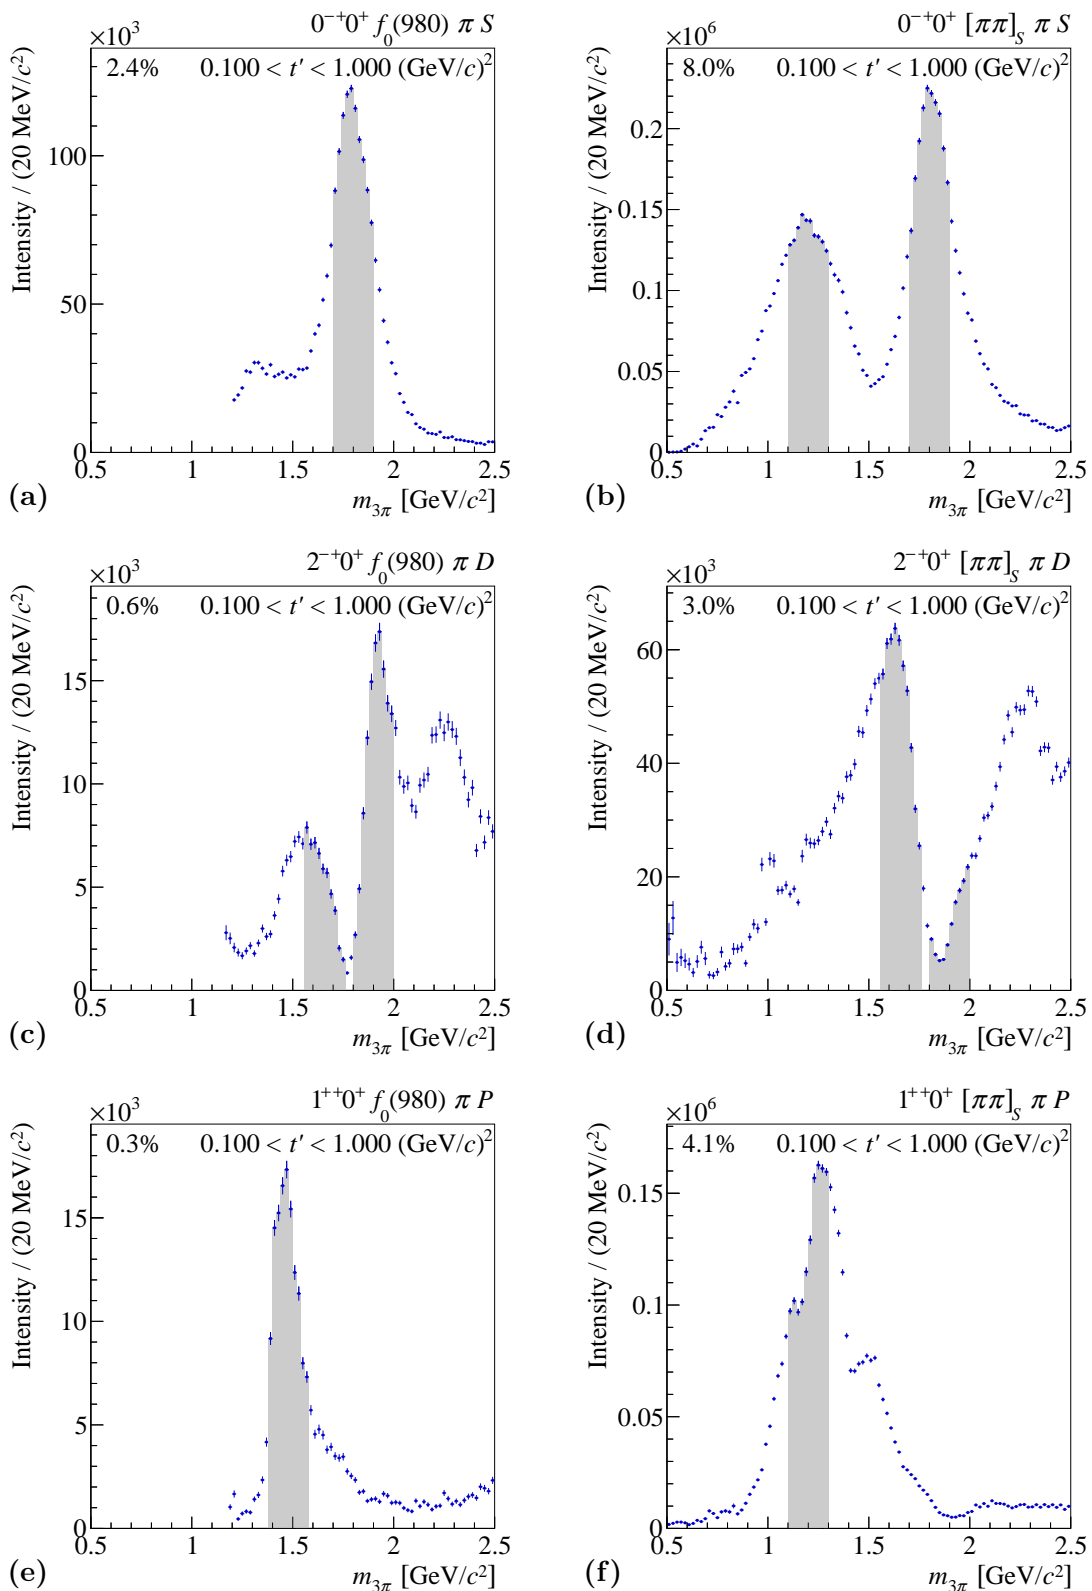 0⁻⁺0⁺ f₀(980) π S
×10³
2.4% 0.100 < t′ < 1.000 (GeV/c)²
Intensity / (20 MeV/c²)
100
50
0
0.5 1 1.5 2 2.5
(a) m₃π [GeV/c²]
0⁻⁺0⁺ [ππ]S π S
×10⁶
8.0% 0.100 < t′ < 1.000 (GeV/c)²
Intensity / (20 MeV/c²)
0.2
0.15
0.1
0.05
0
0.5 1 1.5 2 2.5
(b) m₃π [GeV/c²]
2⁻⁺0⁺ f₀(980) π D
×10³
0.6% 0.100 < t′ < 1.000 (GeV/c)²
Intensity / (20 MeV/c²)
15
10
5
0
0.5 1 1.5 2 2.5
(c) m₃π [GeV/c²]
2⁻⁺0⁺ [ππ]S π D
×10³
3.0% 0.100 < t′ < 1.000 (GeV/c)²
Intensity / (20 MeV/c²)
60
40
20
0
0.5 1 1.5 2 2.5
(d) m₃π [GeV/c²]
1⁺⁺0⁺ f₀(980) π P
×10³
0.3% 0.100 < t′ < 1.000 (GeV/c)²
Intensity / (20 MeV/c²)
15
10
5
0
0.5 1 1.5 2 2.5
(e) m₃π [GeV/c²]
1⁺⁺0⁺ [ππ]S π P
×10⁶
4.1% 0.100 < t′ < 1.000 (GeV/c)²
Intensity / (20 MeV/c²)
0.15
0.1
0.05
0
0.5 1 1.5 2 2.5
(f) m₃π [GeV/c²]